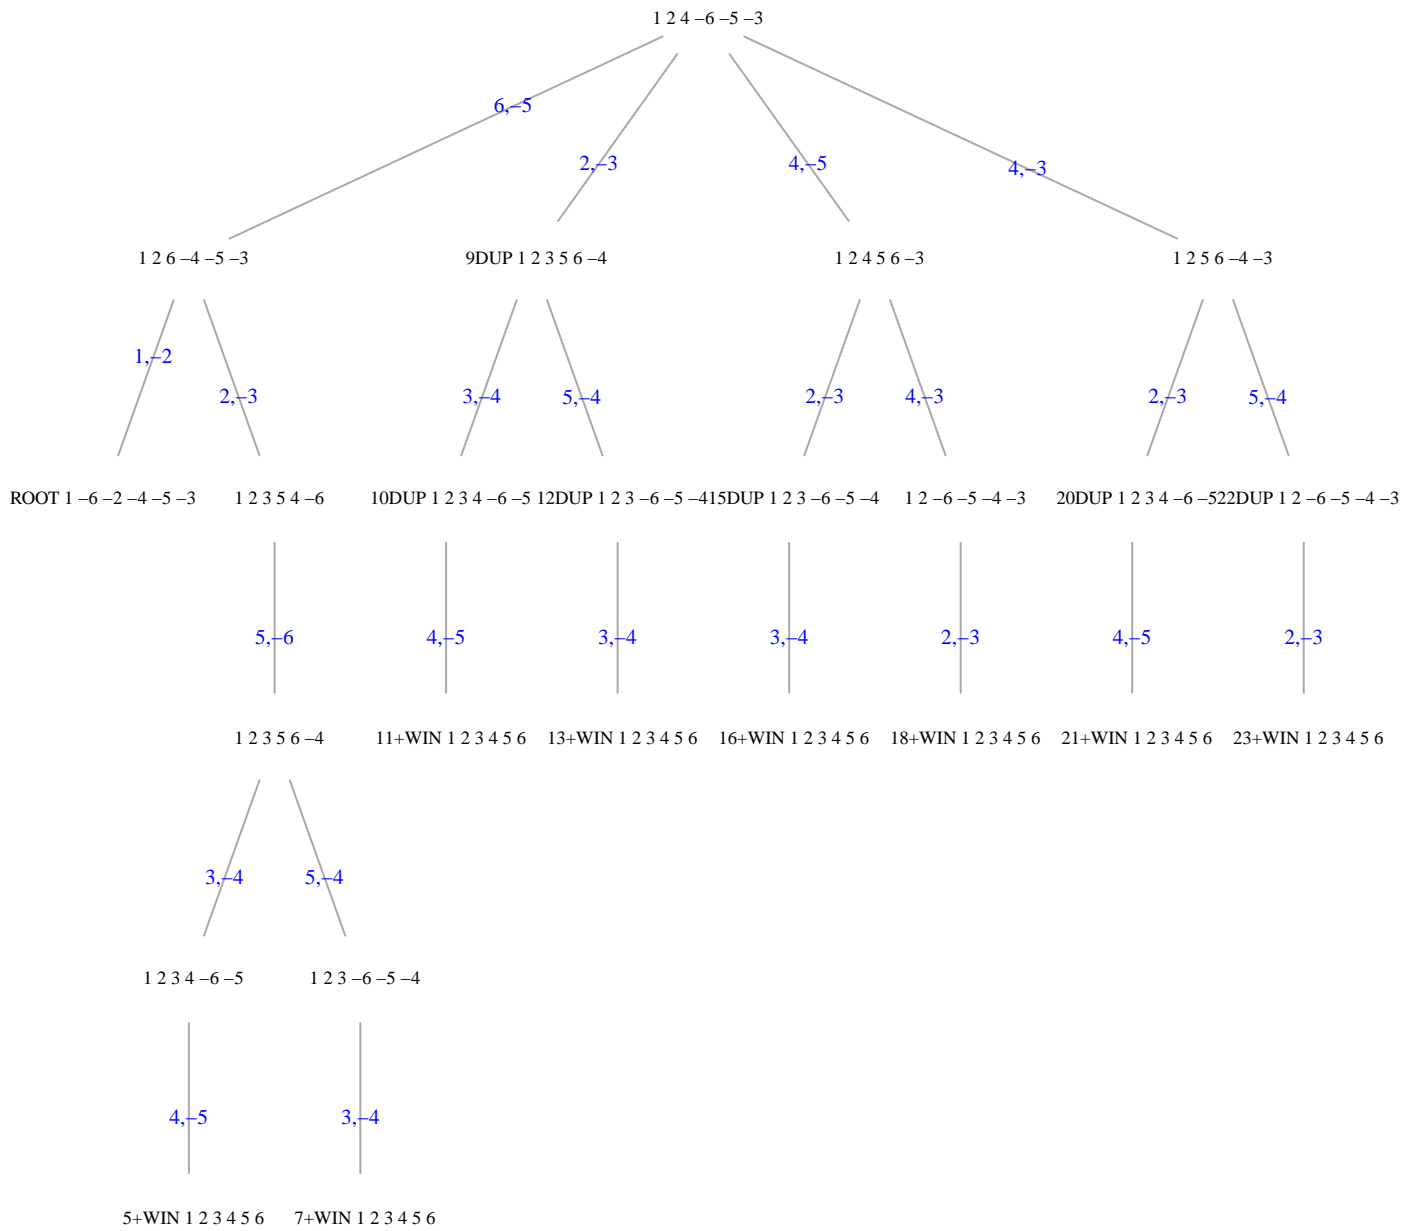 1 2 4 –6 –5 –3
6,–5
2,–3
4,–5
4,–3
1 2 6 –4 –5 –3
9DUP 1 2 3 5 6 –4
1 2 4 5 6 –3
1 2 5 6 –4 –3
1,–2
2,–3
3,–4
5,–4
2,–3
4,–3
2,–3
5,–4
ROOT 1 –6 –2 –4 –5 –3
1 2 3 5 4 –6
10DUP 1 2 3 4 –6 –5
12DUP 1 2 3 –6 –5 –4
15DUP 1 2 3 –6 –5 –4
1 2 –6 –5 –4 –3
20DUP 1 2 3 4 –6 –5
22DUP 1 2 –6 –5 –4 –3
5,–6
4,–5
3,–4
3,–4
2,–3
4,–5
2,–3
1 2 3 5 6 –4
11+WIN 1 2 3 4 5 6
13+WIN 1 2 3 4 5 6
16+WIN 1 2 3 4 5 6
18+WIN 1 2 3 4 5 6
21+WIN 1 2 3 4 5 6
23+WIN 1 2 3 4 5 6
3,–4
5,–4
1 2 3 4 –6 –5
1 2 3 –6 –5 –4
4,–5
3,–4
5+WIN 1 2 3 4 5 6
7+WIN 1 2 3 4 5 6